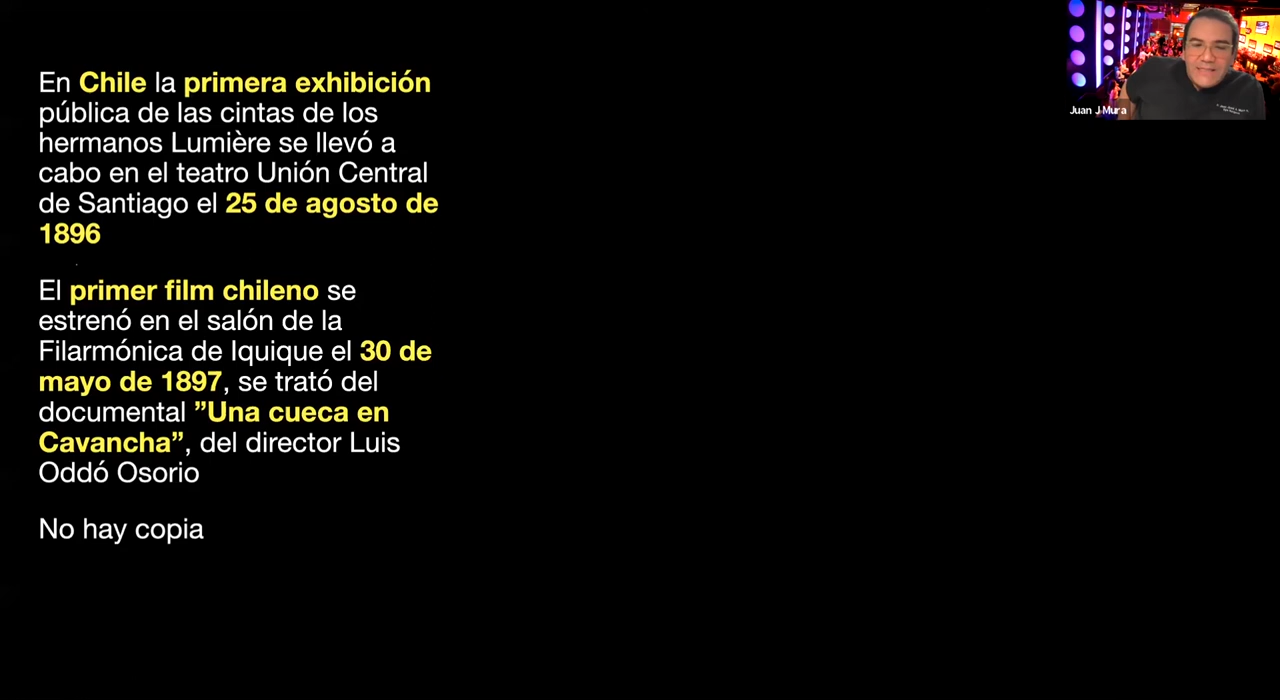 En Chile la primera exhibición
pública de las cintas de los
hermanos Lumière se llevó a
cabo en el teatro Unión Central
de Santiago el 25 de agosto de
1896
El primer film chileno se
estrenó en el salón de la
Filarmónica de Iquique el 30 de
mayo de 1897, se trató del
documental ”Una cueca en
Cavancha”, del director Luis
Oddó Osorio
No hay copia
Juan J Mura